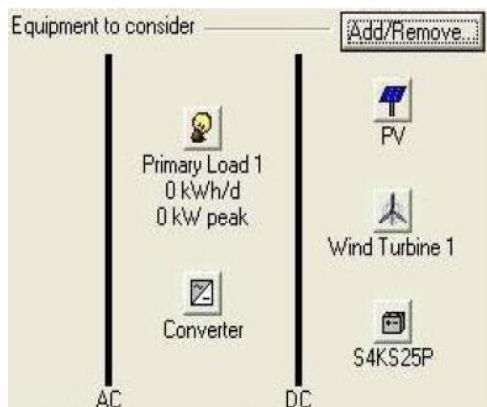 Equipment to consider
Add/Remove...
PV
Primary Load 1
0 kWh/d
0 kW peak
Wind Turbine 1
Converter
S4KS25P
AC
DC